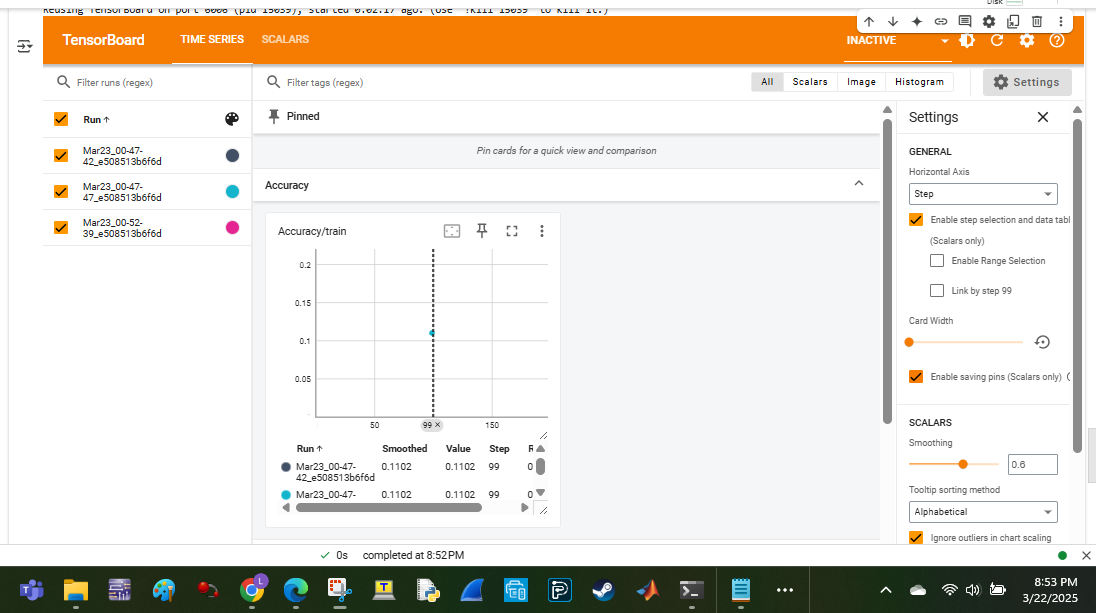 Reusing TensorBoard on port 6006 (pid 15039), started 0:02:17 ago. (Use '!kill 15039' to kill it.)
Disk
TensorBoard
TIME SERIES
SCALARS
INACTIVE
Filter runs (regex)
Filter tags (regex)
All
Scalars
Image
Histogram
Settings
Run
Mar23_00-47-
42_e508513b6f6d
Mar23_00-47-
47_e508513b6f6d
Mar23_00-52-
39_e508513b6f6d
Pinned
Pin cards for a quick view and comparison
Accuracy
Accuracy/train
0.2
0.15
0.1
0.05
50
99
150
Run Smoothed Value Step
Mar23_00-47- 0.1102 0.1102 99 0
42_e508513b6f6d
Mar23_00-47- 0.1102 0.1102 99 0
Settings
GENERAL
Horizontal Axis
Step
Enable step selection and data tabl
(Scalars only)
Enable Range Selection
Link by step 99
Card Width
Enable saving pins (Scalars only)
SCALARS
Smoothing
0.6
Tooltip sorting method
Alphabetical
Ignore outliers in chart scaling
0s completed at 8:52PM
L
T
8:53 PM
3/22/2025